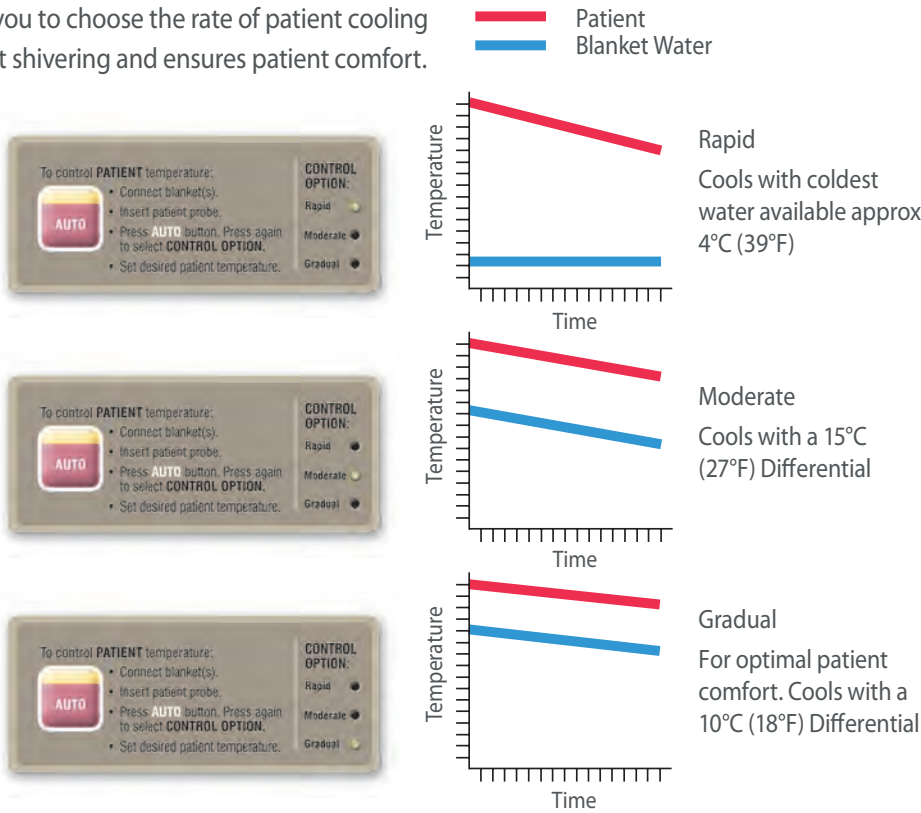 you to choose the rate of patient cooling
t shivering and ensures patient comfort.
Patient
Blanket Water
To control PATIENT temperature:
AUTO
• Connect blanket(s).
• Insert patient probe.
• Press AUTO button. Press again
to select CONTROL OPTION.
• Set desired patient temperature.
CONTROL
OPTION:
Rapid
Moderate
Gradual
Temperature
Time
Rapid
Cools with coldest
water available approx
4°C (39°F)
To control PATIENT temperature:
AUTO
• Connect blanket(s).
• Insert patient probe.
• Press AUTO button. Press again
to select CONTROL OPTION.
• Set desired patient temperature.
CONTROL
OPTION:
Rapid
Moderate
Gradual
Temperature
Time
Moderate
Cools with a 15°C
(27°F) Differential
To control PATIENT temperature:
AUTO
• Connect blanket(s).
• Insert patient probe.
• Press AUTO button. Press again
to select CONTROL OPTION.
• Set desired patient temperature.
CONTROL
OPTION:
Rapid
Moderate
Gradual
Temperature
Time
Gradual
For optimal patient
comfort. Cools with a
10°C (18°F) Differential